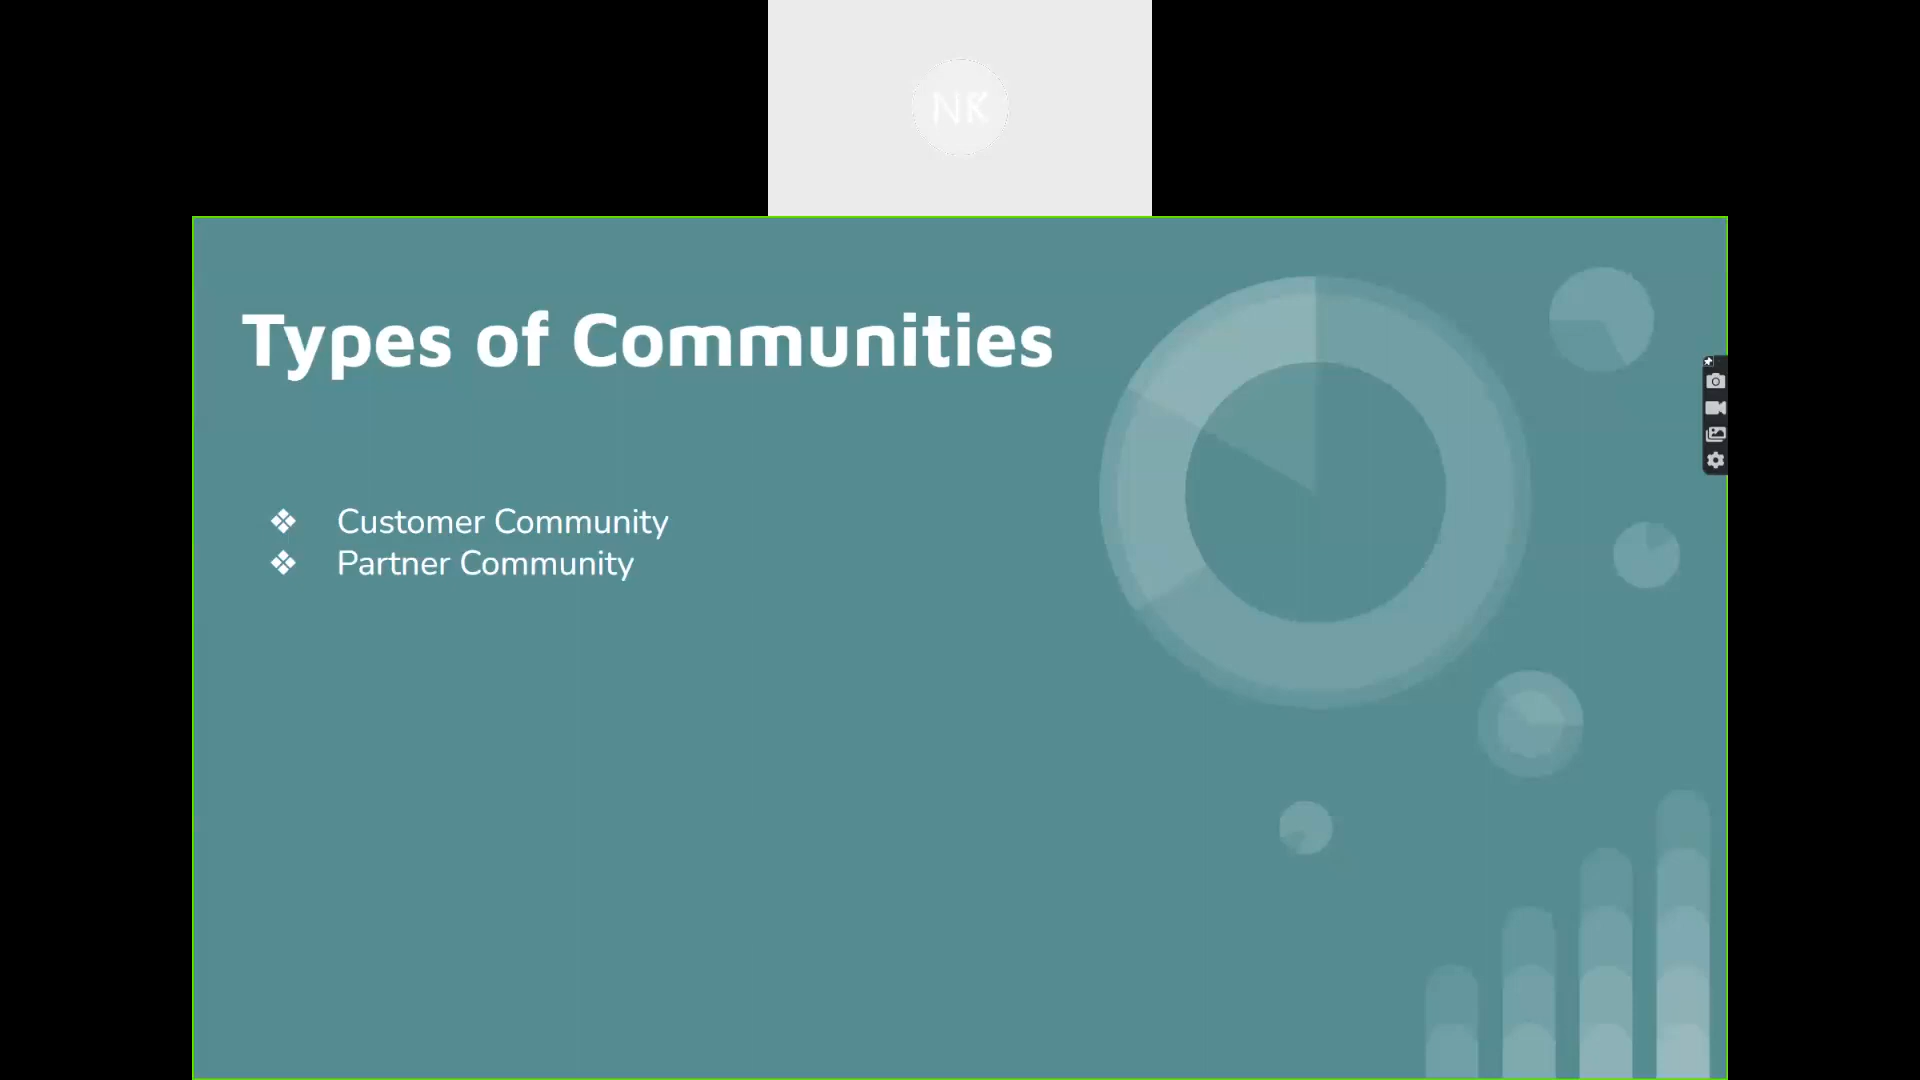 NK
Types of Communities
❖ Customer Community
❖ Partner Community